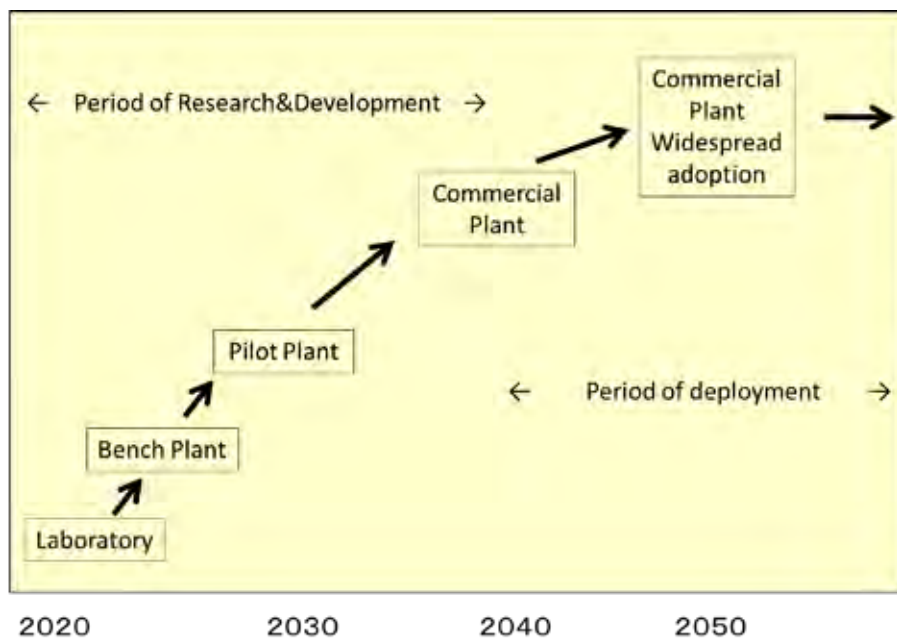 ← Period of Research&Development →
Commercial
Plant
Widespread
adoption
Commercial
Plant
Pilot Plant
← Period of deployment →
Bench Plant
Laboratory
2020 2030 2040 2050